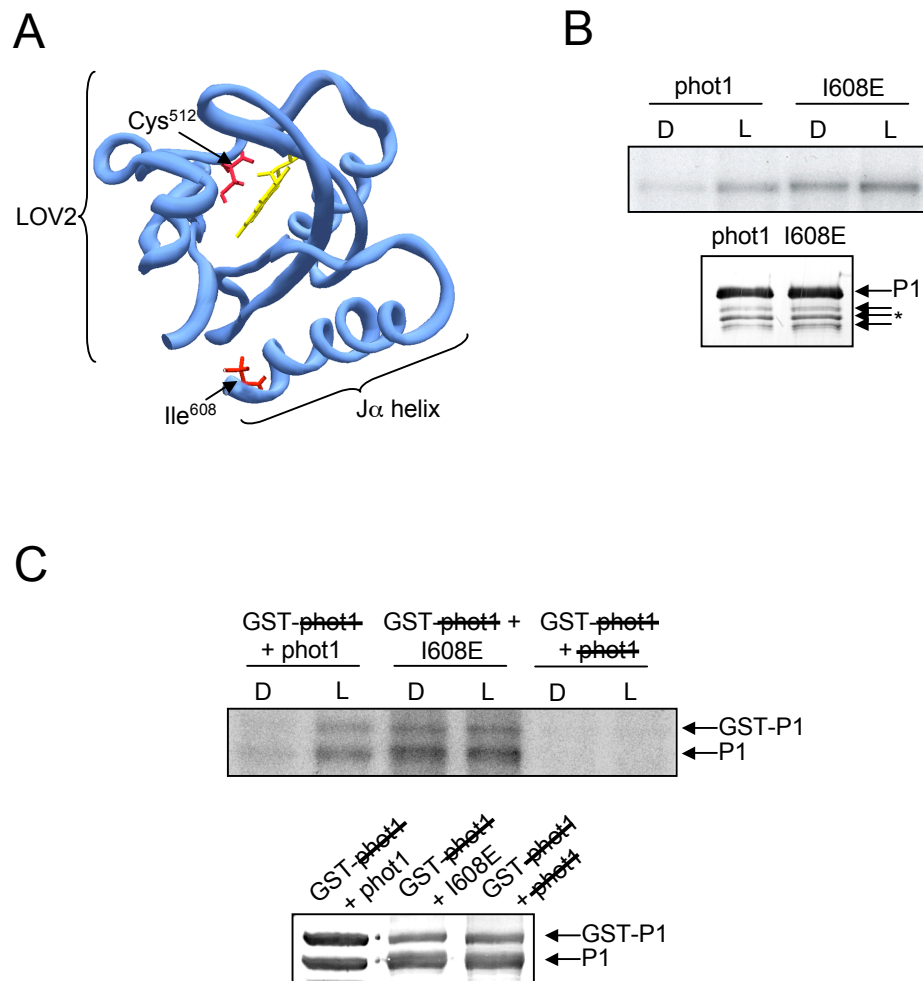 A
Cys512
LOV2
Ile608
Jα helix
B
phot1 I608E
D L D L
phot1 I608E
P1
*
C
GST-phot1 GST-phot1 + GST-phot1
+ phot1 I608E + phot1
D L D L D L
GST-P1
P1
GST-phot1
+ phot1
GST-phot1
+ I608E
GST-phot1
+ phot1
GST-P1
P1